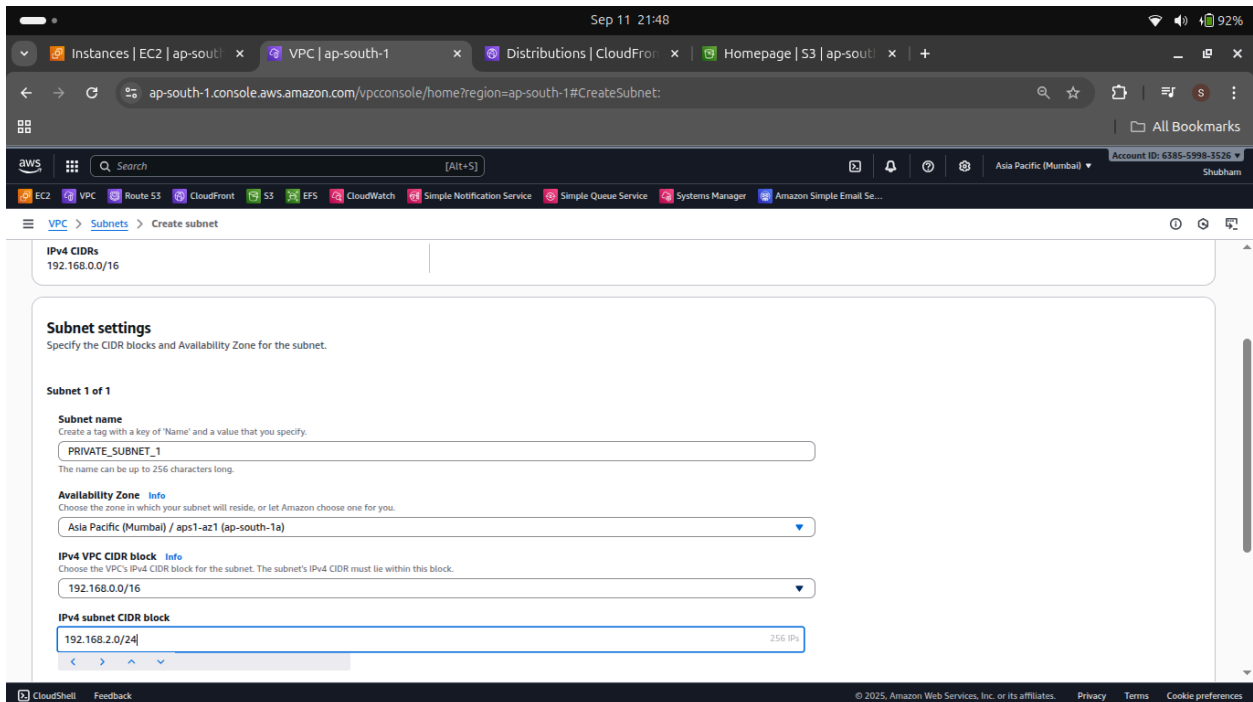 Sep 11 21:48
92%
Instances | EC2 | ap-sout
VPC | ap-south-1
Distributions | CloudFron
Homepage | S3 | ap-sout
ap-south-1.console.aws.amazon.com/vpcconsole/home?region=ap-south-1#CreateSubnet:
S
All Bookmarks
aws
Search
[Alt+S]
Asia Pacific (Mumbai)
Account ID: 6385-5998-3526
Shubham
EC2
VPC
Route 53
CloudFront
S3
EFS
CloudWatch
Simple Notification Service
Simple Queue Service
Systems Manager
Amazon Simple Email Se...
VPC > Subnets > Create subnet
IPv4 CIDRs
192.168.0.0/16
Subnet settings
Specify the CIDR blocks and Availability Zone for the subnet.
Subnet 1 of 1
Subnet name
Create a tag with a key of 'Name' and a value that you specify.
PRIVATE_SUBNET_1
The name can be up to 256 characters long.
Availability Zone Info
Choose the zone in which your subnet will reside, or let Amazon choose one for you.
Asia Pacific (Mumbai) / aps1-az1 (ap-south-1a)
IPv4 VPC CIDR block Info
Choose the VPC's IPv4 CIDR block for the subnet. The subnet's IPv4 CIDR must lie within this block.
192.168.0.0/16
IPv4 subnet CIDR block
192.168.2.0/24
256 IPs
CloudShell
Feedback
© 2025, Amazon Web Services, Inc. or its affiliates.
Privacy
Terms
Cookie preferences